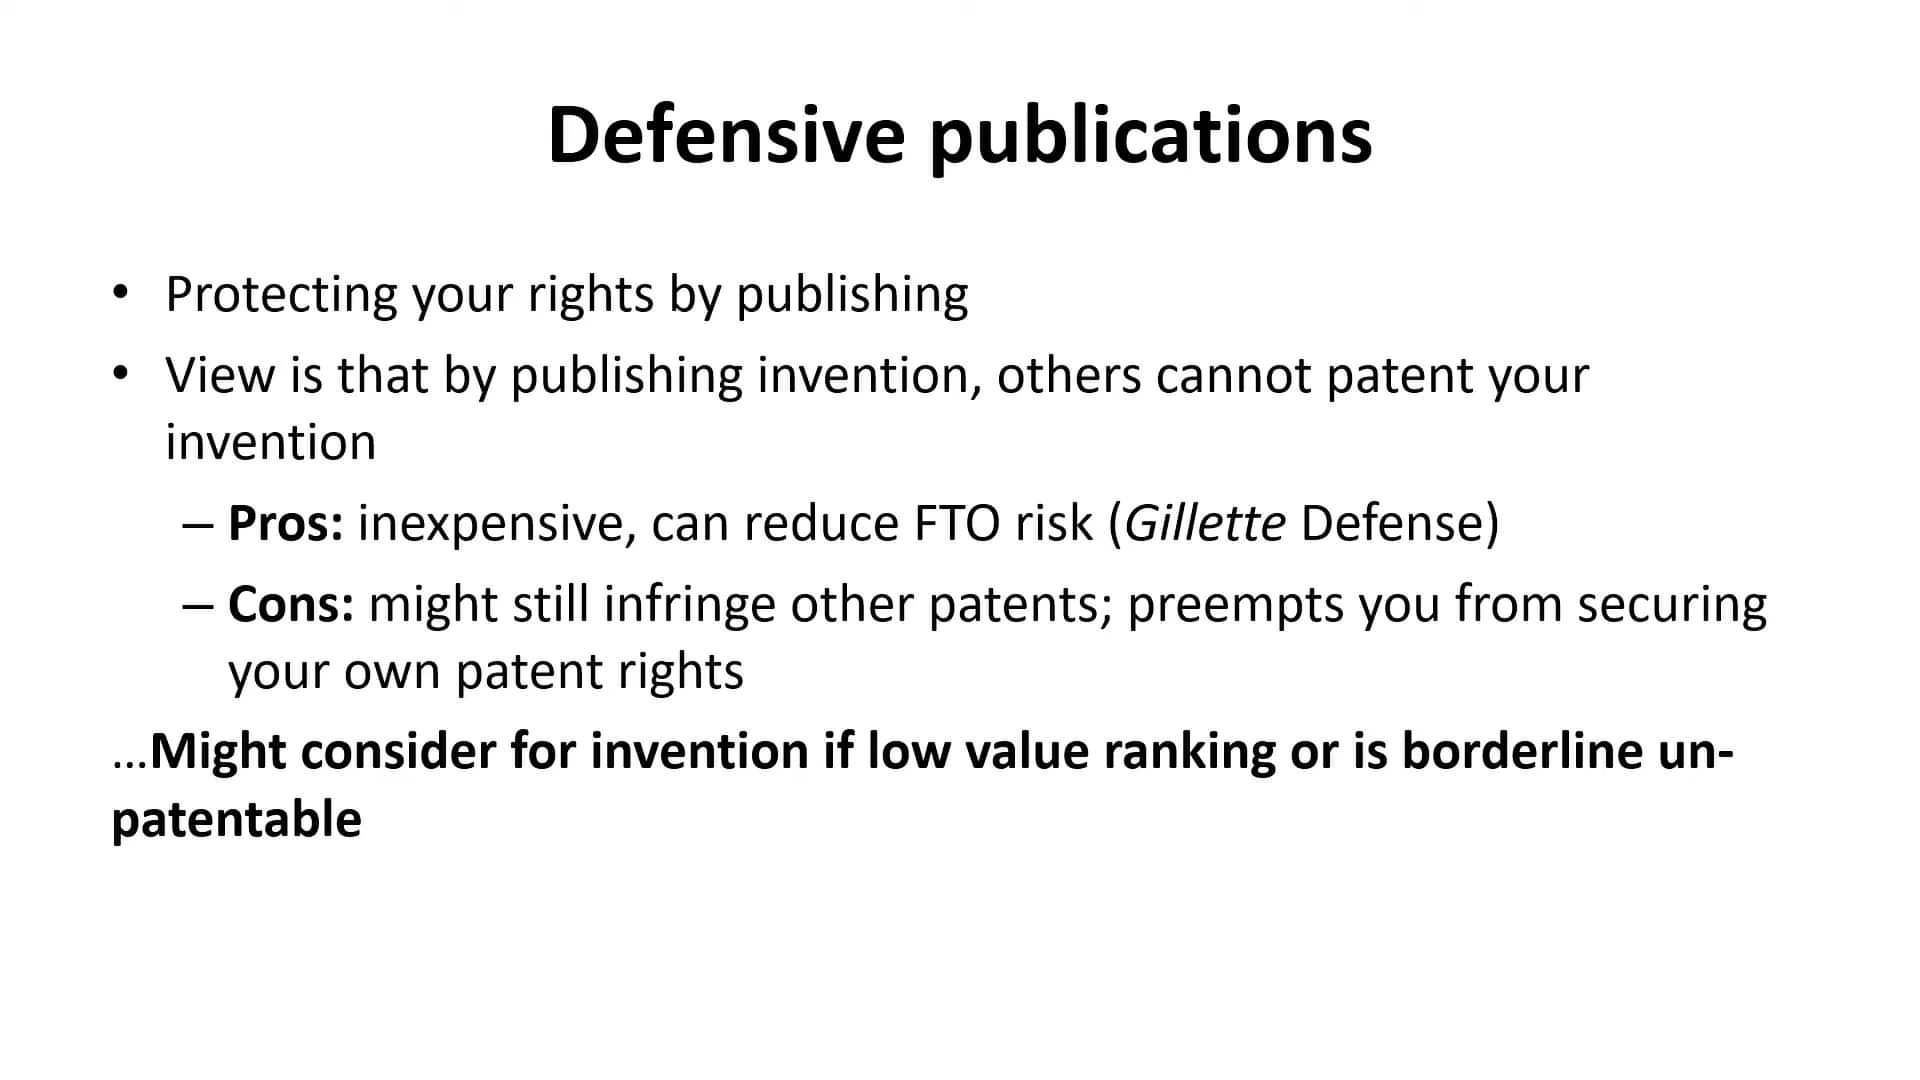 Defensive publications
• Protecting your rights by publishing
• View is that by publishing invention, others cannot patent your
invention
– Pros: inexpensive, can reduce FTO risk (Gillette Defense)
– Cons: might still infringe other patents; preempts you from securing
your own patent rights
…Might consider for invention if low value ranking or is borderline un-
patentable